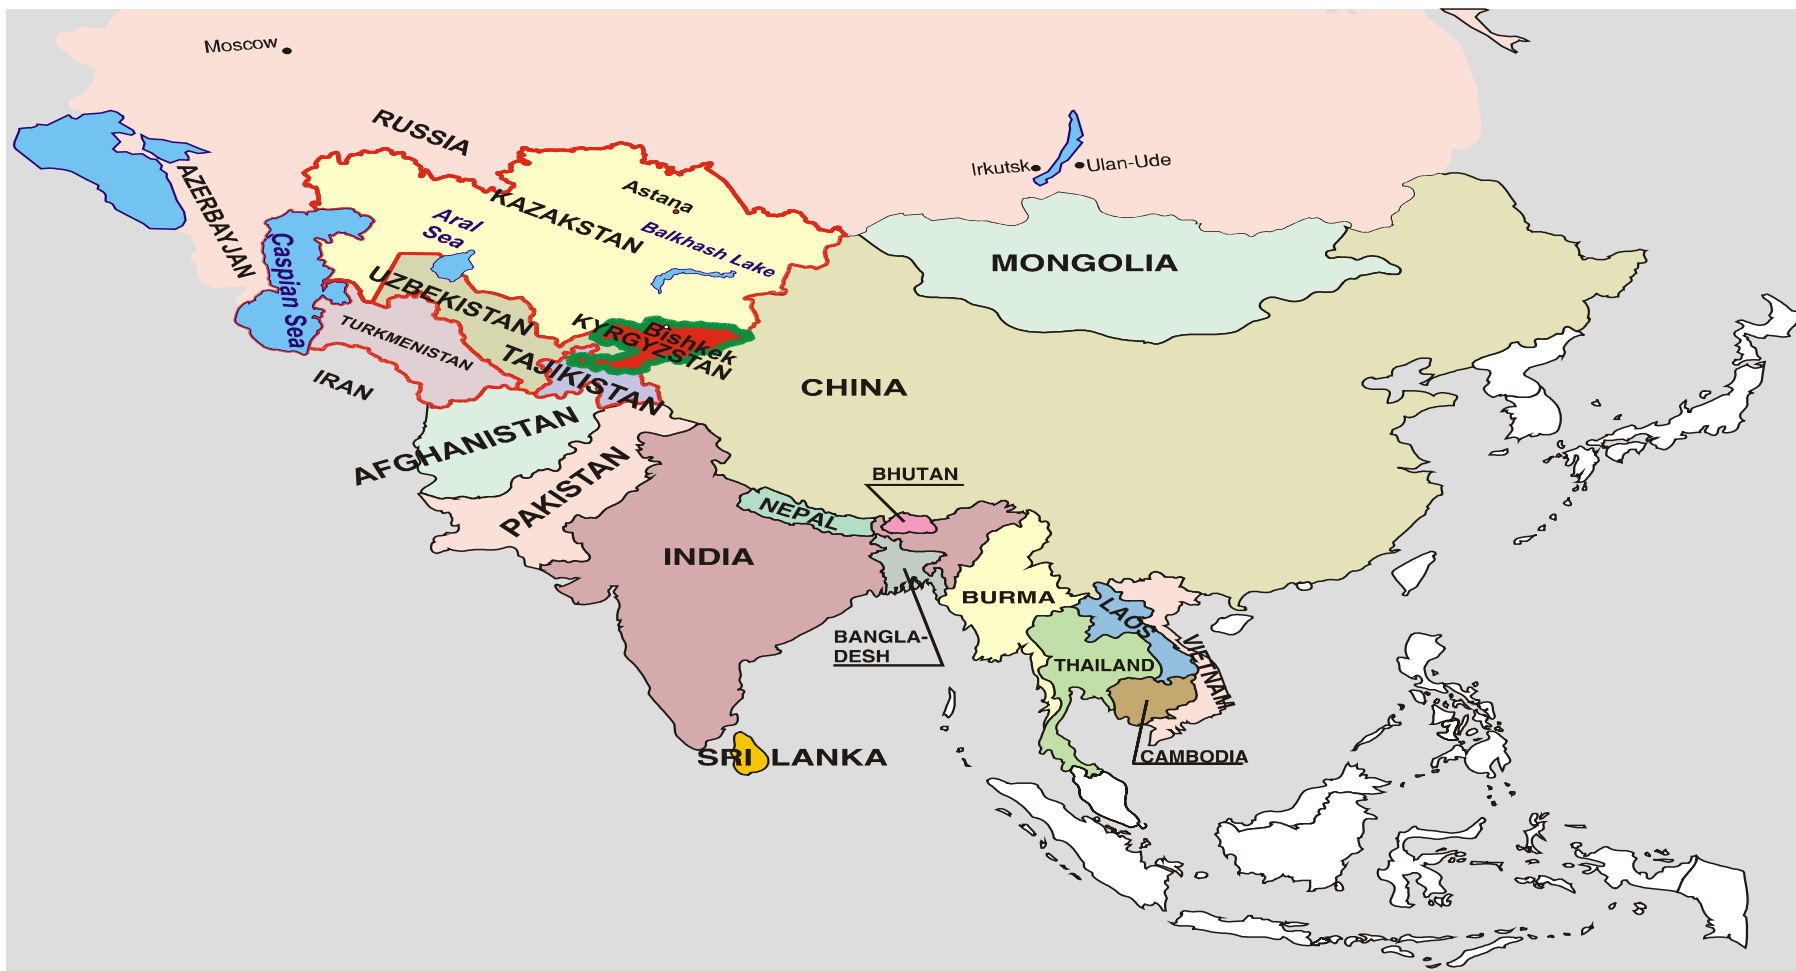 Moscow
RUSSIA
AZERBAYJAN
Irkutsk
Ulan-Ude
KAZAKSTAN
Astana
Aral
Sea
Balkhash Lake
Caspian Sea
MONGOLIA
UZBEKISTAN
TURKMENISTAN
KYRGYZSTAN
Bishkek
TAJIKISTAN
IRAN
CHINA
AFGHANISTAN
PAKISTAN
BHUTAN
NEPAL
INDIA
BURMA
LAOS
BANGLA-
DESH
THAILAND
VIETNAM
SRI LANKA
CAMBODIA